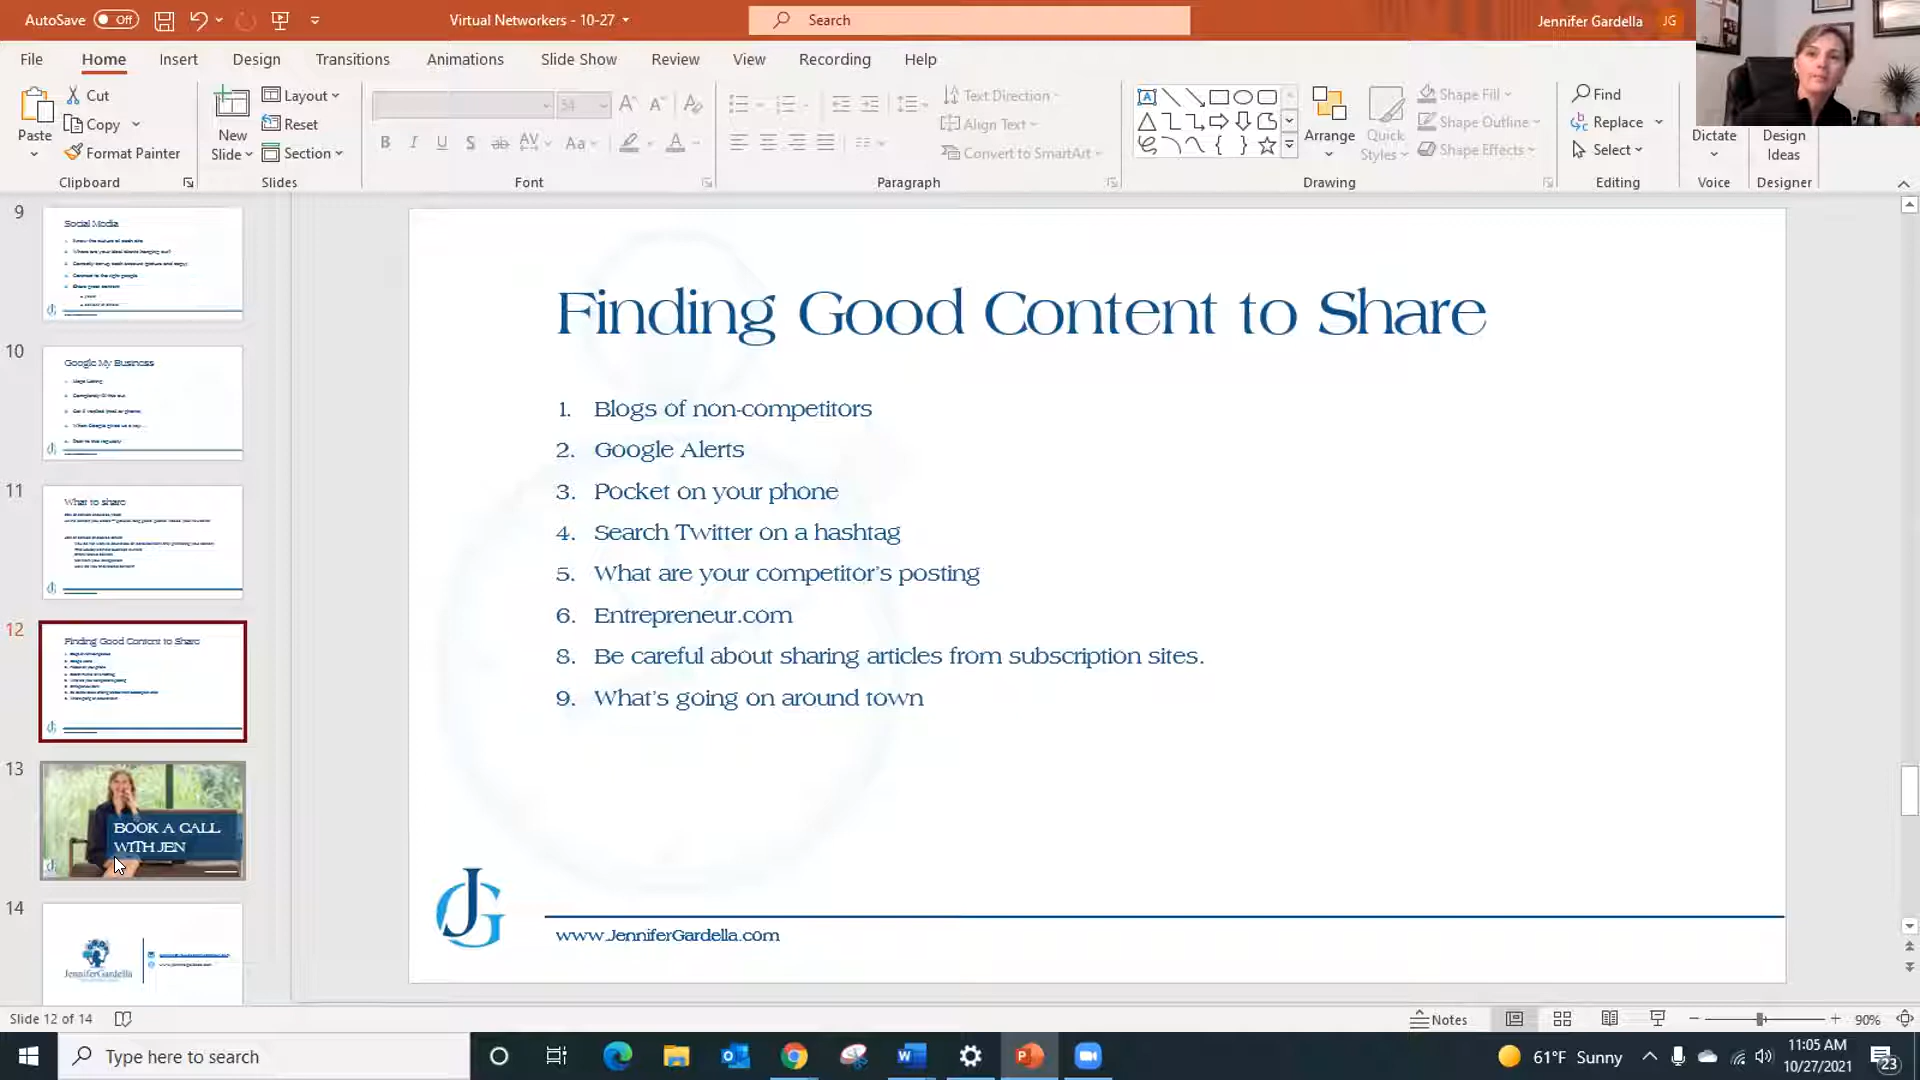 AutoSave Off Virtual Networkers - 10-27 Search Jennifer Gardella JG
File Home Insert Design Transitions Animations Slide Show Review View Recording Help
Paste
Cut
Copy
Format Painter
Clipboard
New
Slide
Layout
Reset
Section
Slides
34
B I U S ab AV Aa A
Font
Text Direction
Align Text
Convert to SmartArt
Paragraph
Arrange
Quick
Styles
Shape Fill
Shape Outline
Shape Effects
Drawing
Find
Replace
Select
Editing
Dictate
Voice
Design
Ideas
Designer
9
Social Media
10
Google My Business
11
What to share
12
Finding Good Content to Share
13
BOOK A CALL
WITH JEN
14
JenniferGardella
Finding Good Content to Share
1. Blogs of non-competitors
2. Google Alerts
3. Pocket on your phone
4. Search Twitter on a hashtag
5. What are your competitor's posting
6. Entrepreneur.com
8. Be careful about sharing articles from subscription sites.
9. What's going on around town
JG
www.JenniferGardella.com
Slide 12 of 14 Notes 90%
Type here to search 61°F Sunny 11:05 AM
10/27/2021 23